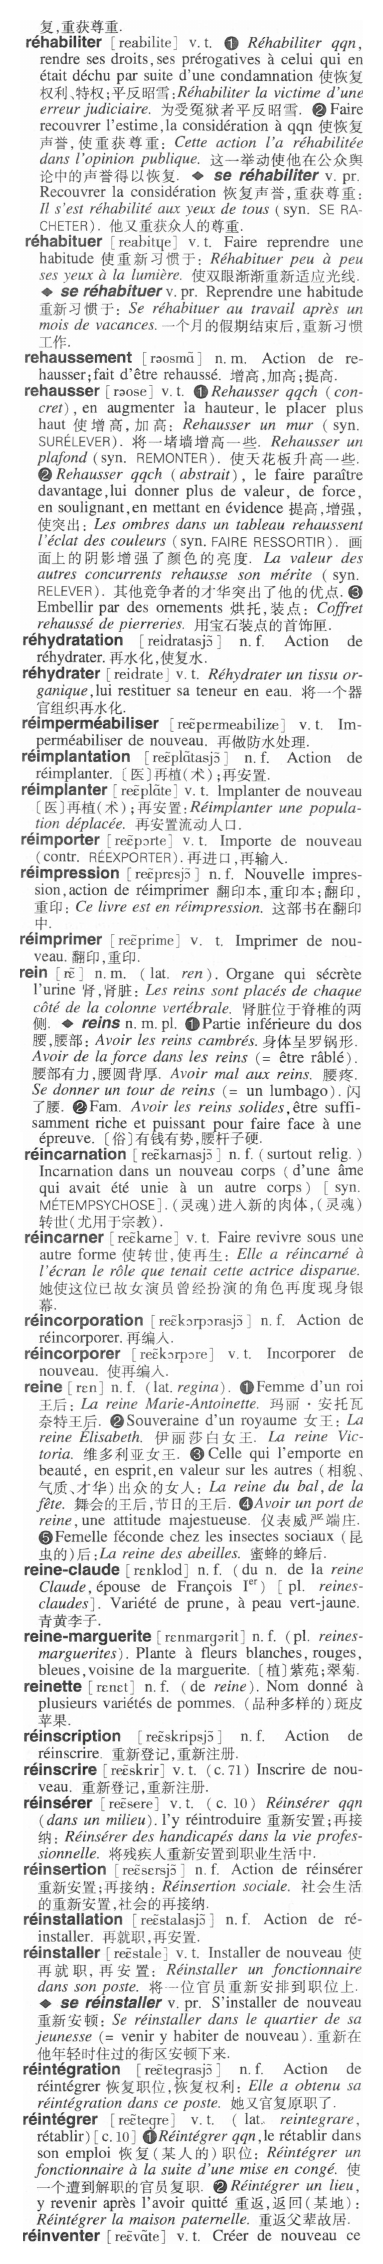 复,重获尊重.
réhabiliter [reabilite] v. t. ❶ Réhabiliter qqn,
rendre ses droits,ses prérogatives à celui qui en
était déchu par suite d'une condamnation 使恢复
权利、特权;平反昭雪:Réhabiliter la victime d'une
erreur judiciaire. 为受冤狱者平反昭雪. ❷ Faire
recouvrer l'estime,la considération à qqn 使恢复
声誉,使重获尊重: Cette action l'a réhabilitée
dans l'opinion publique. 这一举动使他在公众舆
论中的声誉得以恢复. ◆ se réhabiliter v. pr.
Recouvrer la considération 恢复声誉,重获尊重:
Il s'est réhabilité aux yeux de tous (syn. SE RA-
CHETER). 他又重获众人的尊重.
réhabituer [reabitɥe] v. t. Faire reprendre une
habitude 使重新习惯于: Réhabituer peu à peu
ses yeux à la lumière. 使双眼渐渐重新适应光线.
◆ se réhabituer v. pr. Reprendre une habitude
重新习惯于: Se réhabituer au travail après un
mois de vacances. 一个月的假期结束后,重新习惯
工作.
rehaussement [rəosmɑ̃] n. m. Action de re-
hausser;fait d'être rehaussé. 增高,加高;提高.
rehausser [rəose] v. t. ❶ Rehausser qqch (con-
cret), en augmenter la hauteur, le placer plus
haut 使增高,加高: Rehausser un mur (syn.
SURÉLEVER). 将一堵墙增高一些. Rehausser un
plafond (syn. REMONTER). 使天花板升高一些.
❷ Rehausser qqch (abstrait), le faire paraître
davantage,lui donner plus de valeur, de force,
en soulignant,en mettant en évidence 提高,增强,
使突出: Les ombres dans un tableau rehaussent
l'éclat des couleurs (syn. FAIRE RESSORTIR). 画
面上的阴影增强了颜色的亮度. La valeur des
autres concurrents rehausse son mérite (syn.
RELEVER). 其他竞争者的才华突出了他的优点. ❸
Embellir par des ornements 烘托,装点: Coffret
rehaussé de pierreries. 用宝石装点的首饰匣.
réhydratation [reidratasjɔ̃] n. f. Action de
réhydrater. 再水化,使复水.
réhydrater [reidrate] v. t. Réhydrater un tissu or-
ganique,lui restituer sa teneur en eau. 将一个器
官组织再水化.
réimperméabiliser [reɛ̃pɛrmeabilize] v. t. Im-
perméabiliser de nouveau. 再做防水处理.
réimplantation [reɛ̃plɑ̃tasjɔ̃] n. f. Action de
réimplanter. 〔医〕再植(术);再安置.
réimplanter [reɛ̃plɑ̃te] v. t. Implanter de nouveau
〔医〕再植(术);再安置:Réimplanter une popula-
tion déplacée. 再安置流动人口.
réimporter [reɛ̃pɔrte] v. t. Importe de nouveau
(contr. RÉEXPORTER). 再进口,再输入.
réimpression [reɛ̃presjɔ̃] n. f. Nouvelle impres-
sion,action de réimprimer 翻印本,重印本;翻印,
重印: Ce livre est en réimpression. 这部书在翻印
中.
réimprimer [reɛ̃prime] v. t. Imprimer de nou-
veau. 翻印,重印.
rein [rɛ̃] n. m. (lat. ren). Organe qui sécrète
l'urine 肾,肾脏: Les reins sont placés de chaque
côté de la colonne vertébrale. 肾脏位于脊椎的两
侧. ◆ reins n. m. pl. ❶Partie inférieure du dos
腰,腰部: Avoir les reins cambrés. 身体呈罗锅形.
Avoir de la force dans les reins (= être râblé).
腰部有力,腰圆背厚. Avoir mal aux reins. 腰疼.
Se donner un tour de reins (= un lumbago). 闪
了腰. ❷Fam. Avoir les reins solides,être suffi-
samment riche et puissant pour faire face à une
épreuve. 〔俗〕有钱有势,腰杆子硬.
réincarnation [reɛ̃karnasjɔ̃] n. f. (surtout relig. )
Incarnation dans un nouveau corps (d'une âme
qui avait été unie à un autre corps) [ syn.
MÉTEMPSYCHOSE]. (灵魂)进入新的肉体,(灵魂)
转世(尤用于宗教).
réincarner [reɛ̃karne] v. t. Faire revivre sous une
autre forme 使转世,使再生: Elle a réincarné à
l'écran le rôle que tenait cette actrice disparue.
她使这位已故女演员曾经扮演的角色再度现身银
幕.
réincorporation [reɛ̃kɔrpɔrasjɔ̃] n. f. Action de
réincorporer. 再编入.
réincorporer [reɛ̃kɔrpɔre] v. t. Incorporer de
nouveau. 使再编入.
reine [rɛn] n. f. (lat. regina). ❶Femme d'un roi
王后: La reine Marie-Antoinette. 玛丽·安托瓦
奈特王后. ❷Souveraine d'un royaume 女王: La
reine Élisabeth. 伊丽莎白女王. La reine Vic-
toria. 维多利亚女王. ❸Celle qui l'emporte en
beauté, en esprit,en valeur sur les autres (相貌、
气质、才华)出众的女人: La reine du bal,de la
fête. 舞会的王后,节日的王后. ❹Avoir un port de
reine,une attitude majestueuse. 仪表威严端庄.
❺Femelle féconde chez les insectes sociaux (昆
虫的)后:La reine des abeilles. 蜜蜂的蜂后.
reine-claude [rɛnklod] n. f. (du n. de la reine
Claude,épouse de François Iᵉʳ) [ pl. reines-
claudes]. Variété de prune, à peau vert-jaune.
青黄李子.
reine-marguerite [rɛnmargərit] n. f. (pl. reines-
marguerites). Plante à fleurs blanches, rouges,
bleues,voisine de la marguerite. 〔植〕紫苑;翠菊.
reinette [rɛnɛt] n. f. (de reine). Nom donné à
plusieurs variétés de pommes. (品种多样的)斑皮
苹果.
réinscription [reɛ̃skripsjɔ̃] n. f. Action de
réinscrire. 重新登记,重新注册.
réinscrire [reɛ̃skrir] v. t. (c. 71) Inscrire de nou-
veau. 重新登记,重新注册.
réinsérer [reɛ̃sere] v. t. (c. 10) Réinsérer qqn
(dans un milieu). l'y réintroduire 重新安置;再接
纳: Réinsérer des handicapés dans la vie profes-
sionnelle. 将残疾人重新安置到职业生活中.
réinsertion [reɛ̃sɛrsjɔ̃] n. f. Action de réinsérer
重新安置;再接纳: Réinsertion sociale. 社会生活
的重新安置,社会的再接纳.
réinstallation [reɛ̃stalasjɔ̃] n. f. Action de ré-
installer. 再就职,再安置.
réinstaller [reɛ̃stale] v. t. Installer de nouveau 使
再就职,再安置: Réinstaller un fonctionnaire
dans son poste. 将一位官员重新安排到职位上.
◆ se réinstaller v. pr. S'installer de nouveau
重新安顿: Se réinstaller dans le quartier de sa
jeunesse (= venir y habiter de nouveau). 重新在
他年轻时住过的街区安顿下来.
réintégration [reɛ̃tegrasjɔ̃] n. f. Action de
réintégrer 恢复职位,恢复权利: Elle a obtenu sa
réintégration dans ce poste. 她又官复原职了.
réintégrer [reɛ̃tegre] v. t. ( lat. reintegrare,
rétablir) [c. 10] ❶Réintégrer qqn,le rétablir dans
son emploi 恢复(某人的)职位: Réintégrer un
fonctionnaire à la suite d'une mise en congé. 使
一个遭到解职的官员复职. ❷Réintégrer un lieu,
y revenir après l'avoir quitté 重返,返回(某地):
Réintégrer la maison paternelle. 重返父辈故居.
réinventer [reɛ̃vɑ̃te] v. t. Créer de nouveau ce